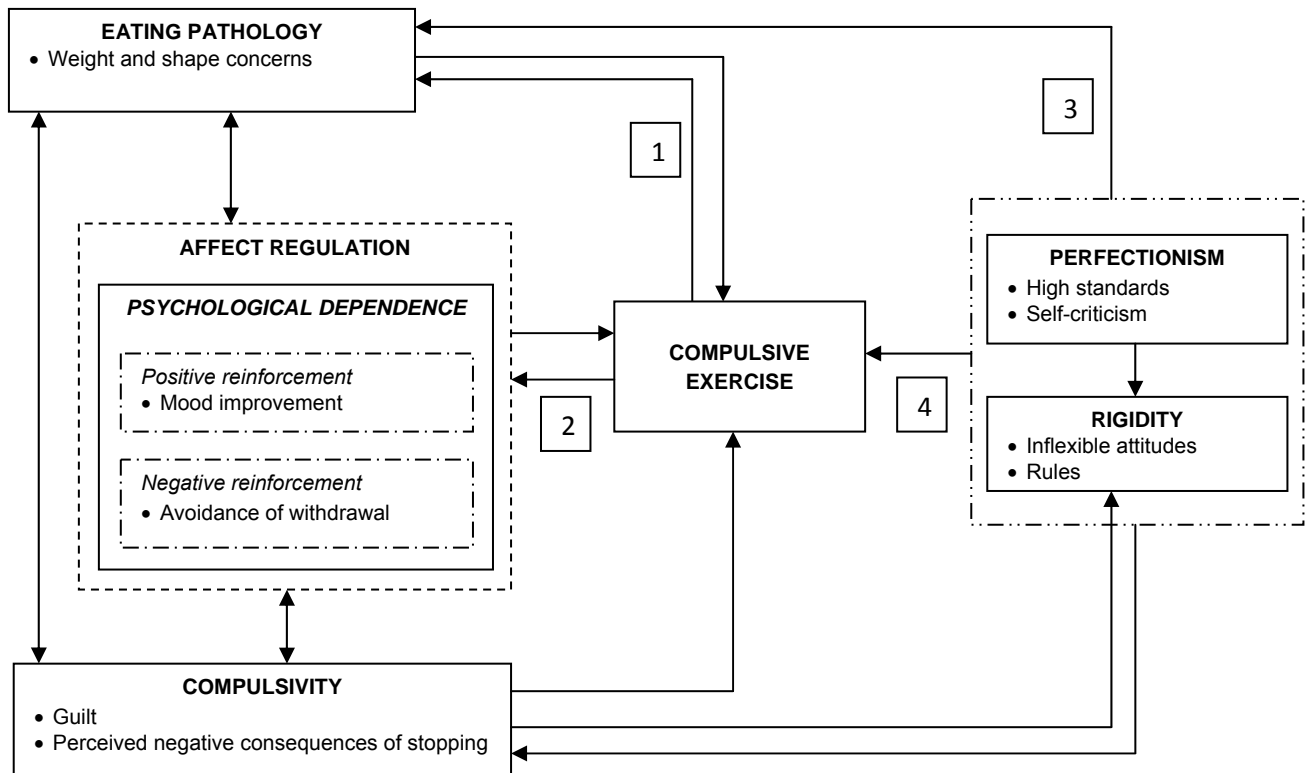 EATING PATHOLOGY
• Weight and shape concerns
3
1
AFFECT REGULATION
PSYCHOLOGICAL DEPENDENCE
Positive reinforcement
• Mood improvement
Negative reinforcement
• Avoidance of withdrawal
2
COMPULSIVE
EXERCISE
4
PERFECTIONISM
• High standards
• Self-criticism
RIGIDITY
• Inflexible attitudes
• Rules
COMPULSIVITY
• Guilt
• Perceived negative consequences of stopping